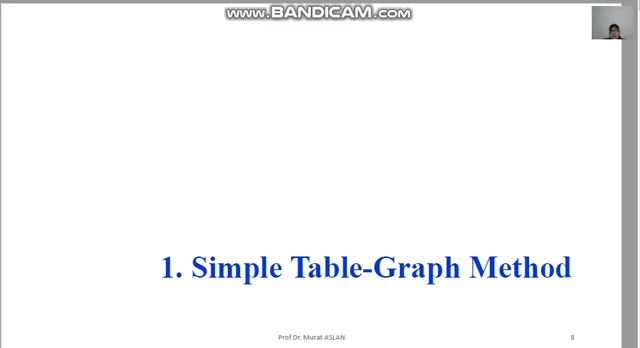 www.BANDICAM.com
1. Simple Table-Graph Method
Prof.Dr. Murat ASLAN
8